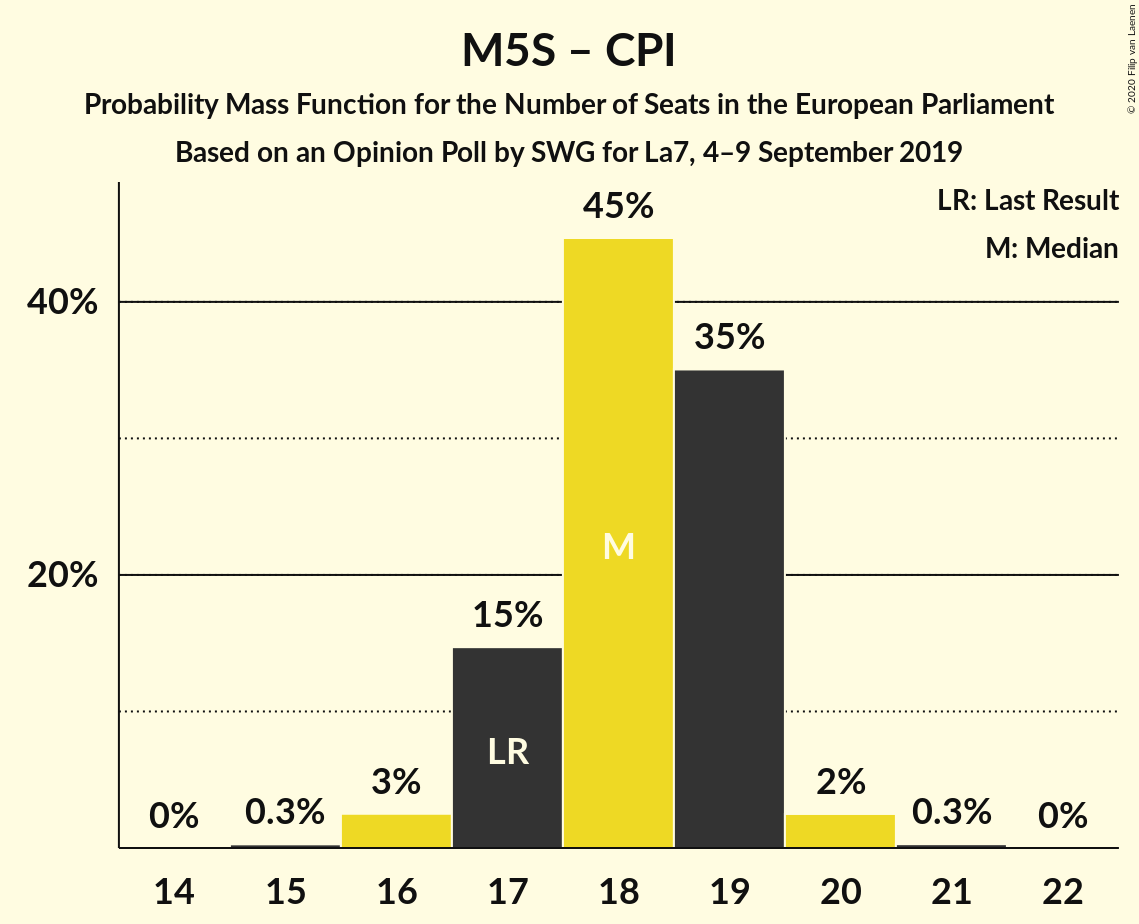 M5S – CPI
Probability Mass Function for the Number of Seats in the European Parliament
Based on an Opinion Poll by SWG for La7, 4–9 September 2019
© 2020 Filip van Laenen
LR: Last Result
M: Median
40%
20%
0%
0.3%
3%
15%
45%
35%
2%
0.3%
0%
LR
M
14 15 16 17 18 19 20 21 22